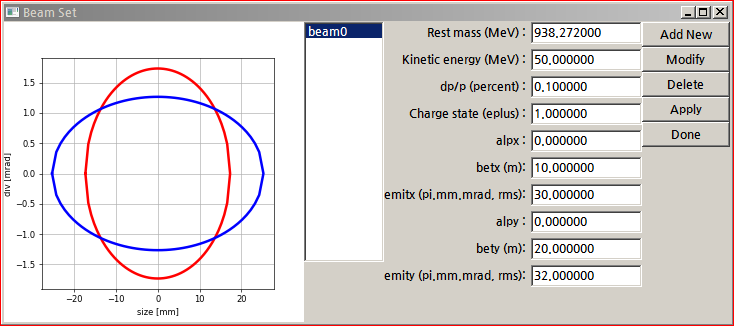 Beam Set
beam0
Rest mass (MeV) : 938.272000
Kinetic energy (MeV) : 50.000000
dp/p (percent) : 0.100000
Charge state (eplus) : 1.000000
alpx : 0.000000
betx (m): 10.000000
emitx (pi.mm.mrad, rms): 30.000000
alpy : 0.000000
bety (m): 20.000000
emity (pi.mm.mrad, rms): 32.000000
Add New
Modify
Delete
Apply
Done
div [mrad]
1.5
1.0
0.5
0.0
−0.5
−1.0
−1.5
−20 −10 0 10 20
size [mm]